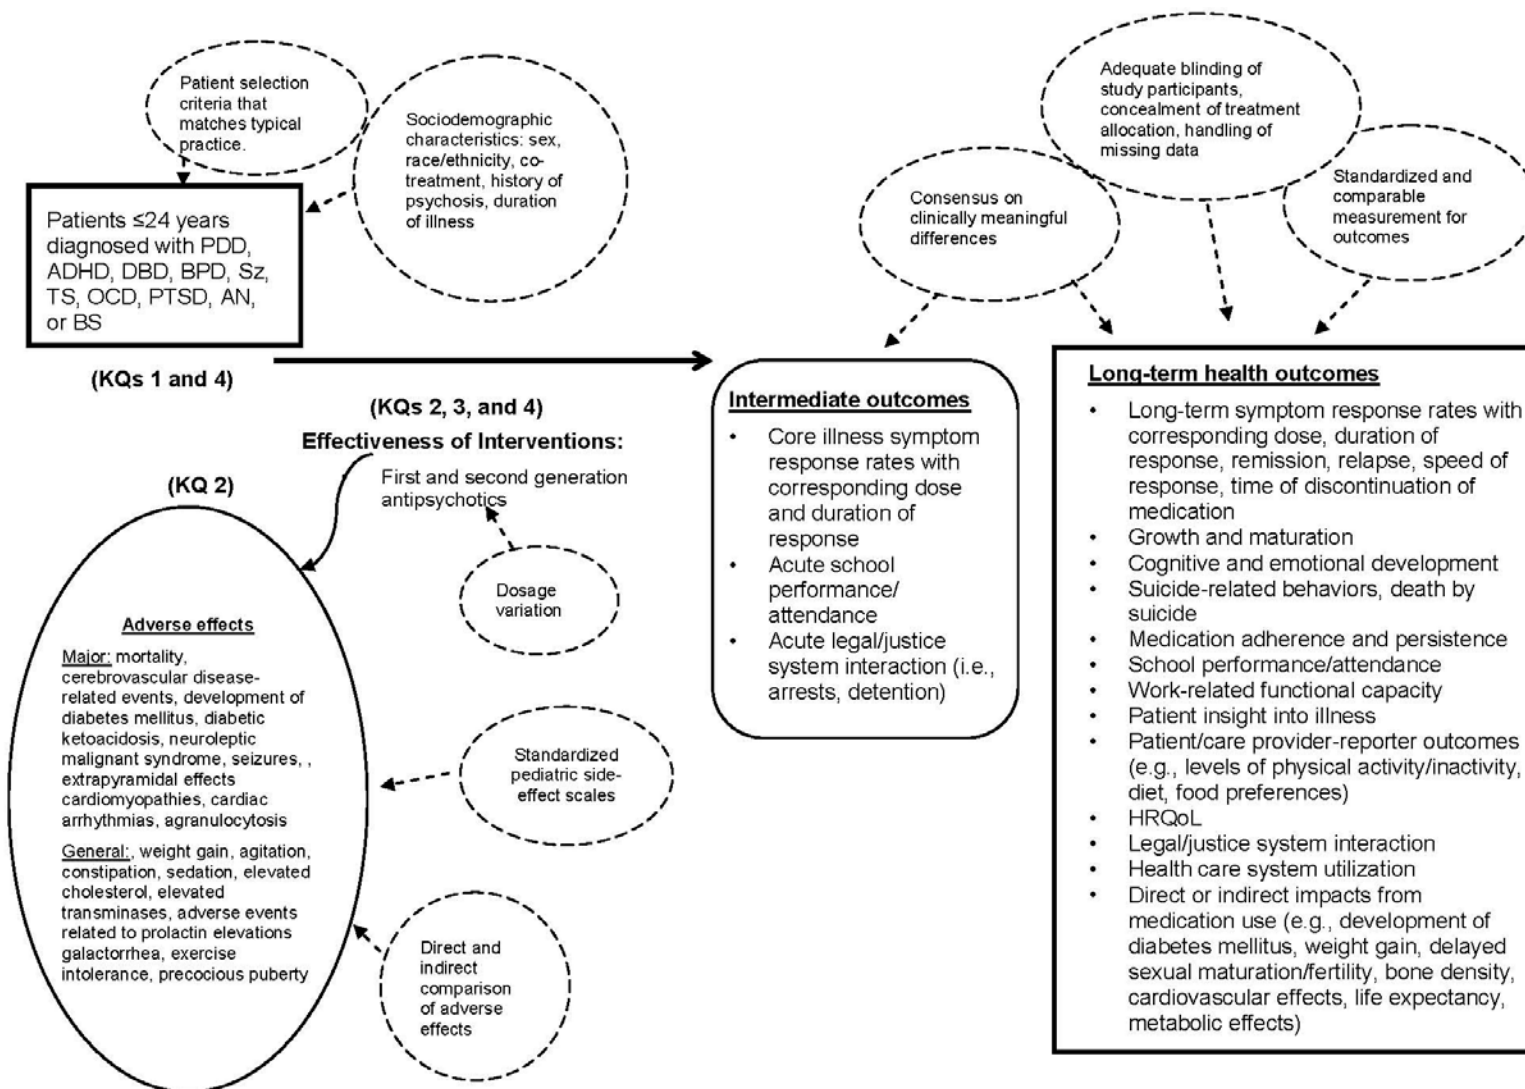 Patient selection
criteria that
matches typical
practice.
Sociodemographic
characteristics: sex,
race/ethnicity, co-
treatment, history of
psychosis, duration
of illness
Adequate blinding of
study participants,
concealment of treatment
allocation, handling of
missing data
Consensus on
clinically meaningful
differences
Standardized and
comparable
measurement for
outcomes
Patients ≤24 years
diagnosed with PDD,
ADHD, DBD, BPD, Sz,
TS, OCD, PTSD, AN,
or BS
(KQs 1 and 4)
(KQs 2, 3, and 4)
Effectiveness of Interventions:
First and second generation
antipsychotics
Dosage
variation
(KQ 2)
Adverse effects
Major: mortality,
cerebrovascular disease-
related events, development of
diabetes mellitus, diabetic
ketoacidosis, neuroleptic
malignant syndrome, seizures, ,
extrapyramidal effects
cardiomyopathies, cardiac
arrhythmias, agranulocytosis
General:, weight gain, agitation,
constipation, sedation, elevated
cholesterol, elevated
transminases, adverse events
related to prolactin elevations
galactorrhea, exercise
intolerance, precocious puberty
Standardized
pediatric side-
effect scales
Direct and
indirect
comparison
of adverse
effects
Intermediate outcomes
• Core illness symptom
response rates with
corresponding dose
and duration of
response
• Acute school
performance/
attendance
• Acute legal/justice
system interaction (i.e.,
arrests, detention)
Long-term health outcomes
• Long-term symptom response rates with
corresponding dose, duration of
response, remission, relapse, speed of
response, time of discontinuation of
medication
• Growth and maturation
• Cognitive and emotional development
• Suicide-related behaviors, death by
suicide
• Medication adherence and persistence
• School performance/attendance
• Work-related functional capacity
• Patient insight into illness
• Patient/care provider-reporter outcomes
(e.g., levels of physical activity/inactivity,
diet, food preferences)
• HRQoL
• Legal/justice system interaction
• Health care system utilization
• Direct or indirect impacts from
medication use (e.g., development of
diabetes mellitus, weight gain, delayed
sexual maturation/fertility, bone density,
cardiovascular effects, life expectancy,
metabolic effects)